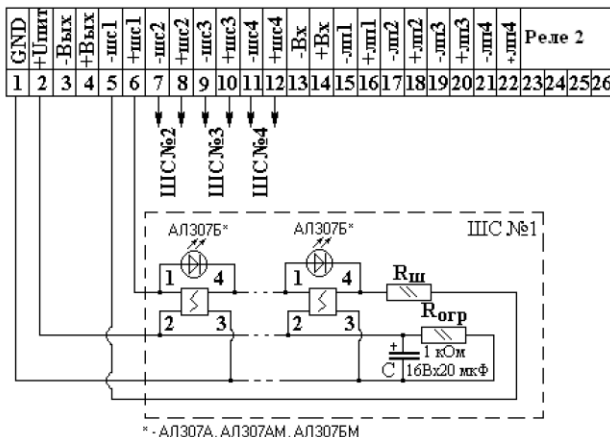 GND +Uпит -Вых +Вых -шс1 +шс1 -шс2 +шс2 -шс3 +шс3 -шс4 +шс4 -Вх +Вх -лп1 +лп1 -лп2 +лп2 -лп3 +лп3 -лп4 +лп4 Реле 2
1 2 3 4 5 6 7 8 9 10 11 12 13 14 15 16 17 18 19 20 21 22 23 24 25 26
ШС№2 ШС№3 ШС№4
ШС№1
АЛ307Б* АЛ307Б*
1 4 1 4 Rш
2 3 2 3 Rогр
+ 1 кОм
C 16Вх20 мкФ
* - АЛ307А, АЛ307АМ, АЛ307БМ